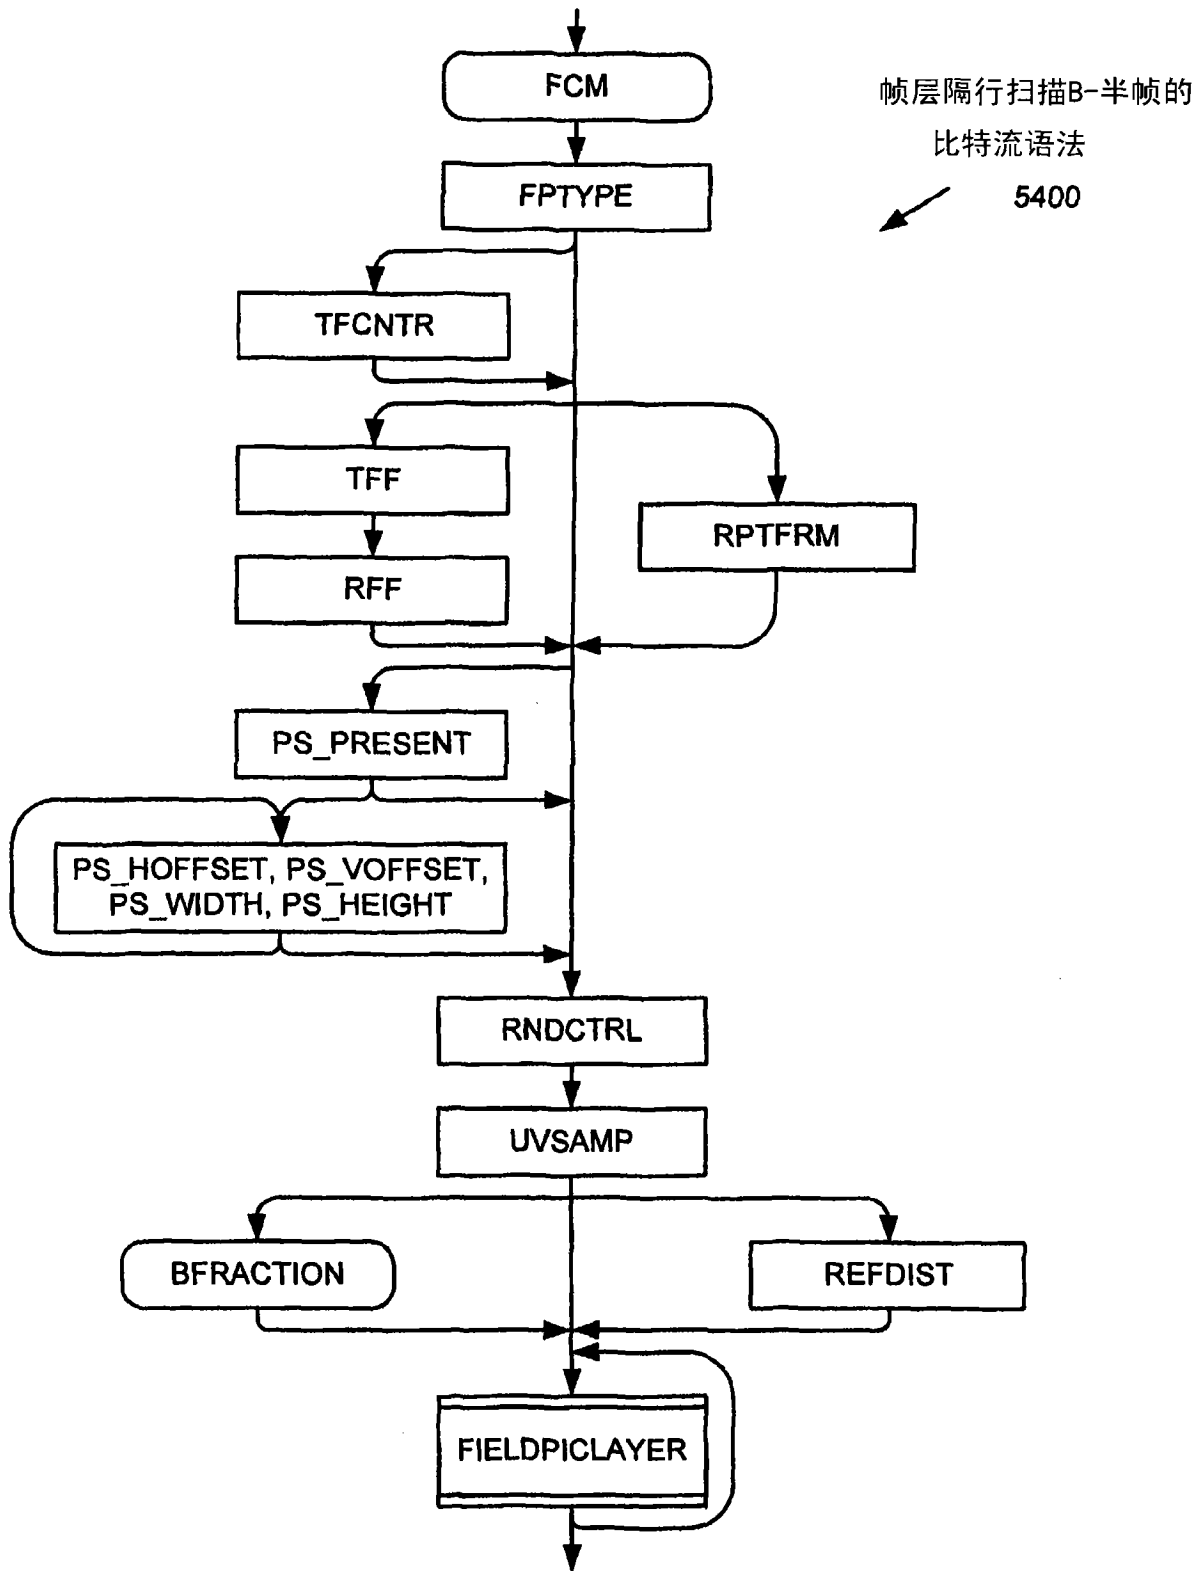 FCM
帧层隔行扫描B-半帧的
比特流语法
5400
FPTYPE
TFCNTR
TFF
RPTFRM
RFF
PS_PRESENT
PS_HOFFSET, PS_VOFFSET,
PS_WIDTH, PS_HEIGHT
RNDCTRL
UVSAMP
BFRACTION
REFDIST
FIELDPICLAYER